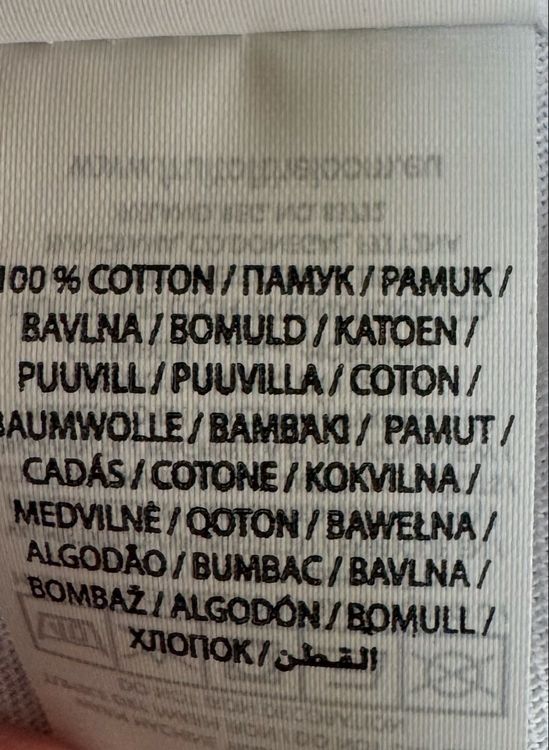 100 % COTTON / ПАМУК / PAMUK /
BAVLNA / BOMULD / KATOEN /
PUUVILL / PUUVILLA / COTON /
BAUMWOLLE / BAMBAKI / PAMUT /
CADÁS / COTONE / KOKVILNA /
MEDVILNÉ / QOTON / BAWEŁNA /
ALGODÃO / BUMBAC / BAVLNA /
BOMBAŽ / ALGODÓN / BOMULL /
ХЛОПОК / القطن